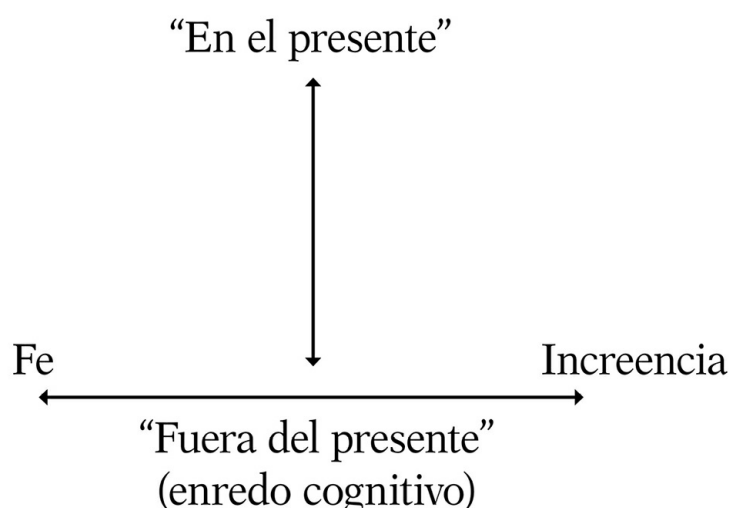 “En el presente”
Fe
Increencia
“Fuera del presente”
(enredo cognitivo)